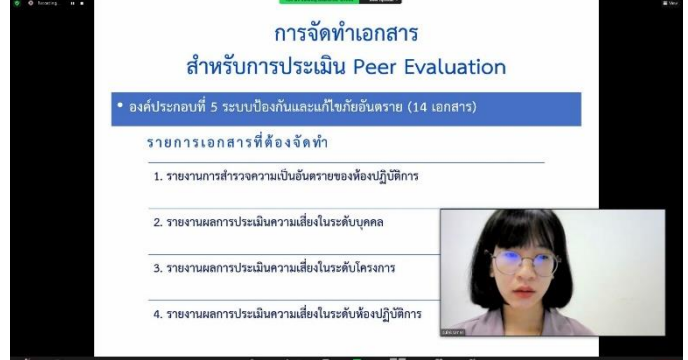 Recording
View
การจัดทำเอกสาร
สำหรับการประเมิน Peer Evaluation
• องค์ประกอบที่ 5 ระบบป้องกันและแก้ไขภัยอันตราย (14 เอกสาร)
รายการเอกสารที่ต้องจัดทำ
1. รายงานการสำรวจความเป็นอันตรายของห้องปฏิบัติการ
2. รายงานผลการประเมินความเสี่ยงในระดับบุคคล
3. รายงานผลการประเมินความเสี่ยงในระดับโครงการ
4. รายงานผลการประเมินความเสี่ยงในระดับห้องปฏิบัติการ